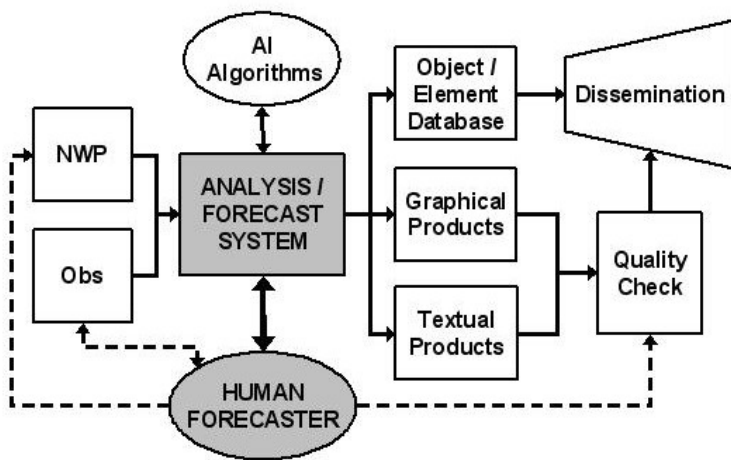 AI
Algorithms
Object /
Element
Database
Dissemination
NWP
ANALYSIS /
FORECAST
SYSTEM
Graphical
Products
Obs
Quality
Check
Textual
Products
HUMAN
FORECASTER